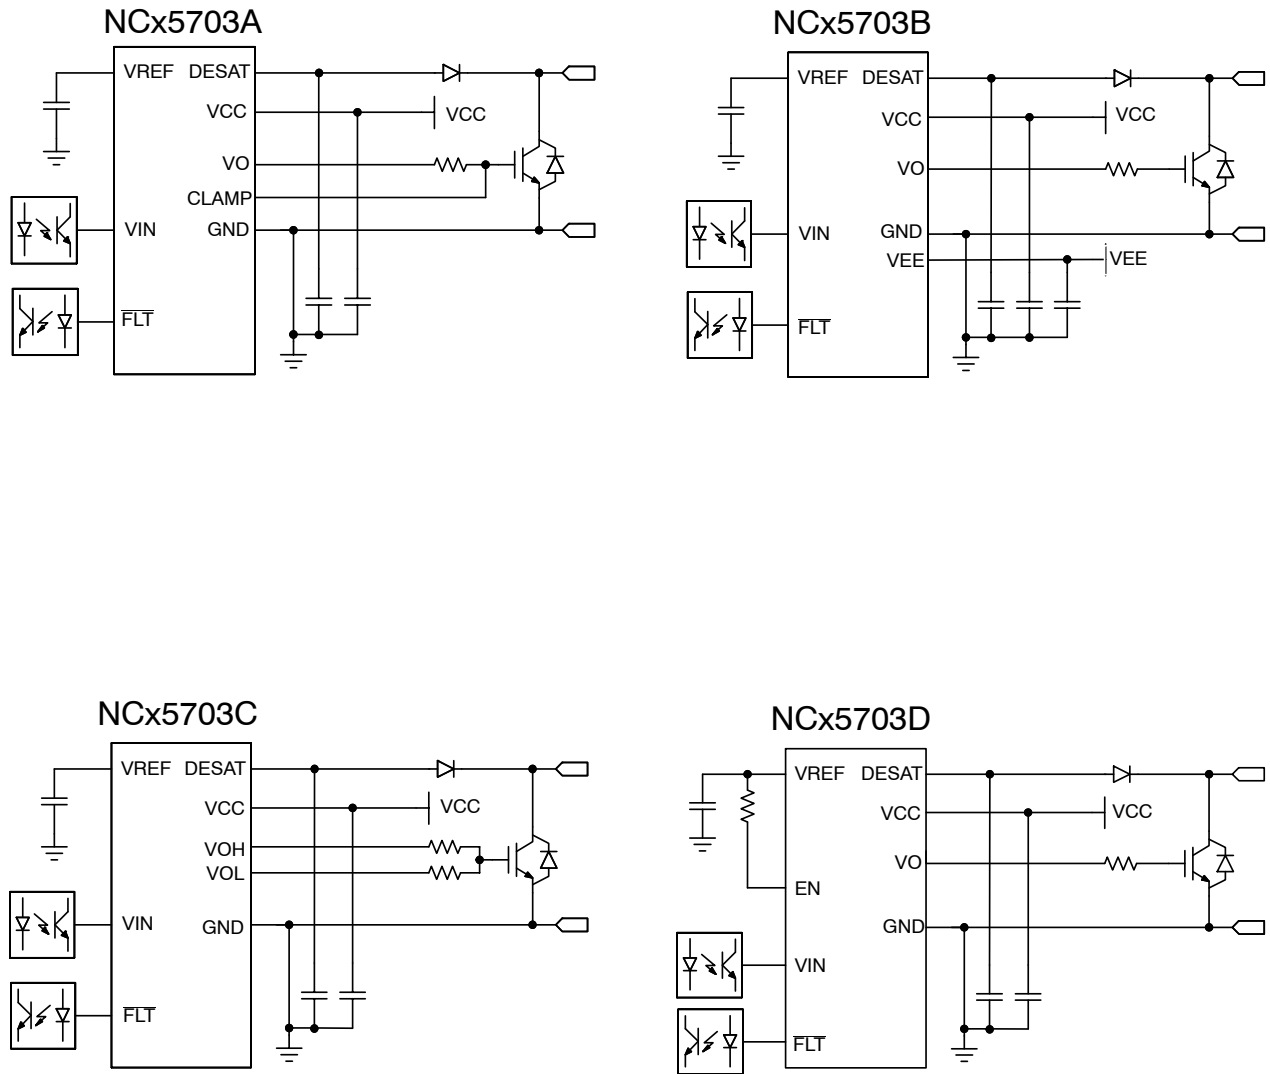 NCx5703A
VREF DESAT
VCC VCC
VO
CLAMP
VIN GND
FLT
NCx5703B
VREF DESAT
VCC VCC
VO
VIN GND
VEE VEE
FLT
NCx5703C
VREF DESAT
VCC VCC
VOH
VOL
VIN GND
FLT
NCx5703D
VREF DESAT
VCC VCC
VO
EN
GND
VIN
FLT